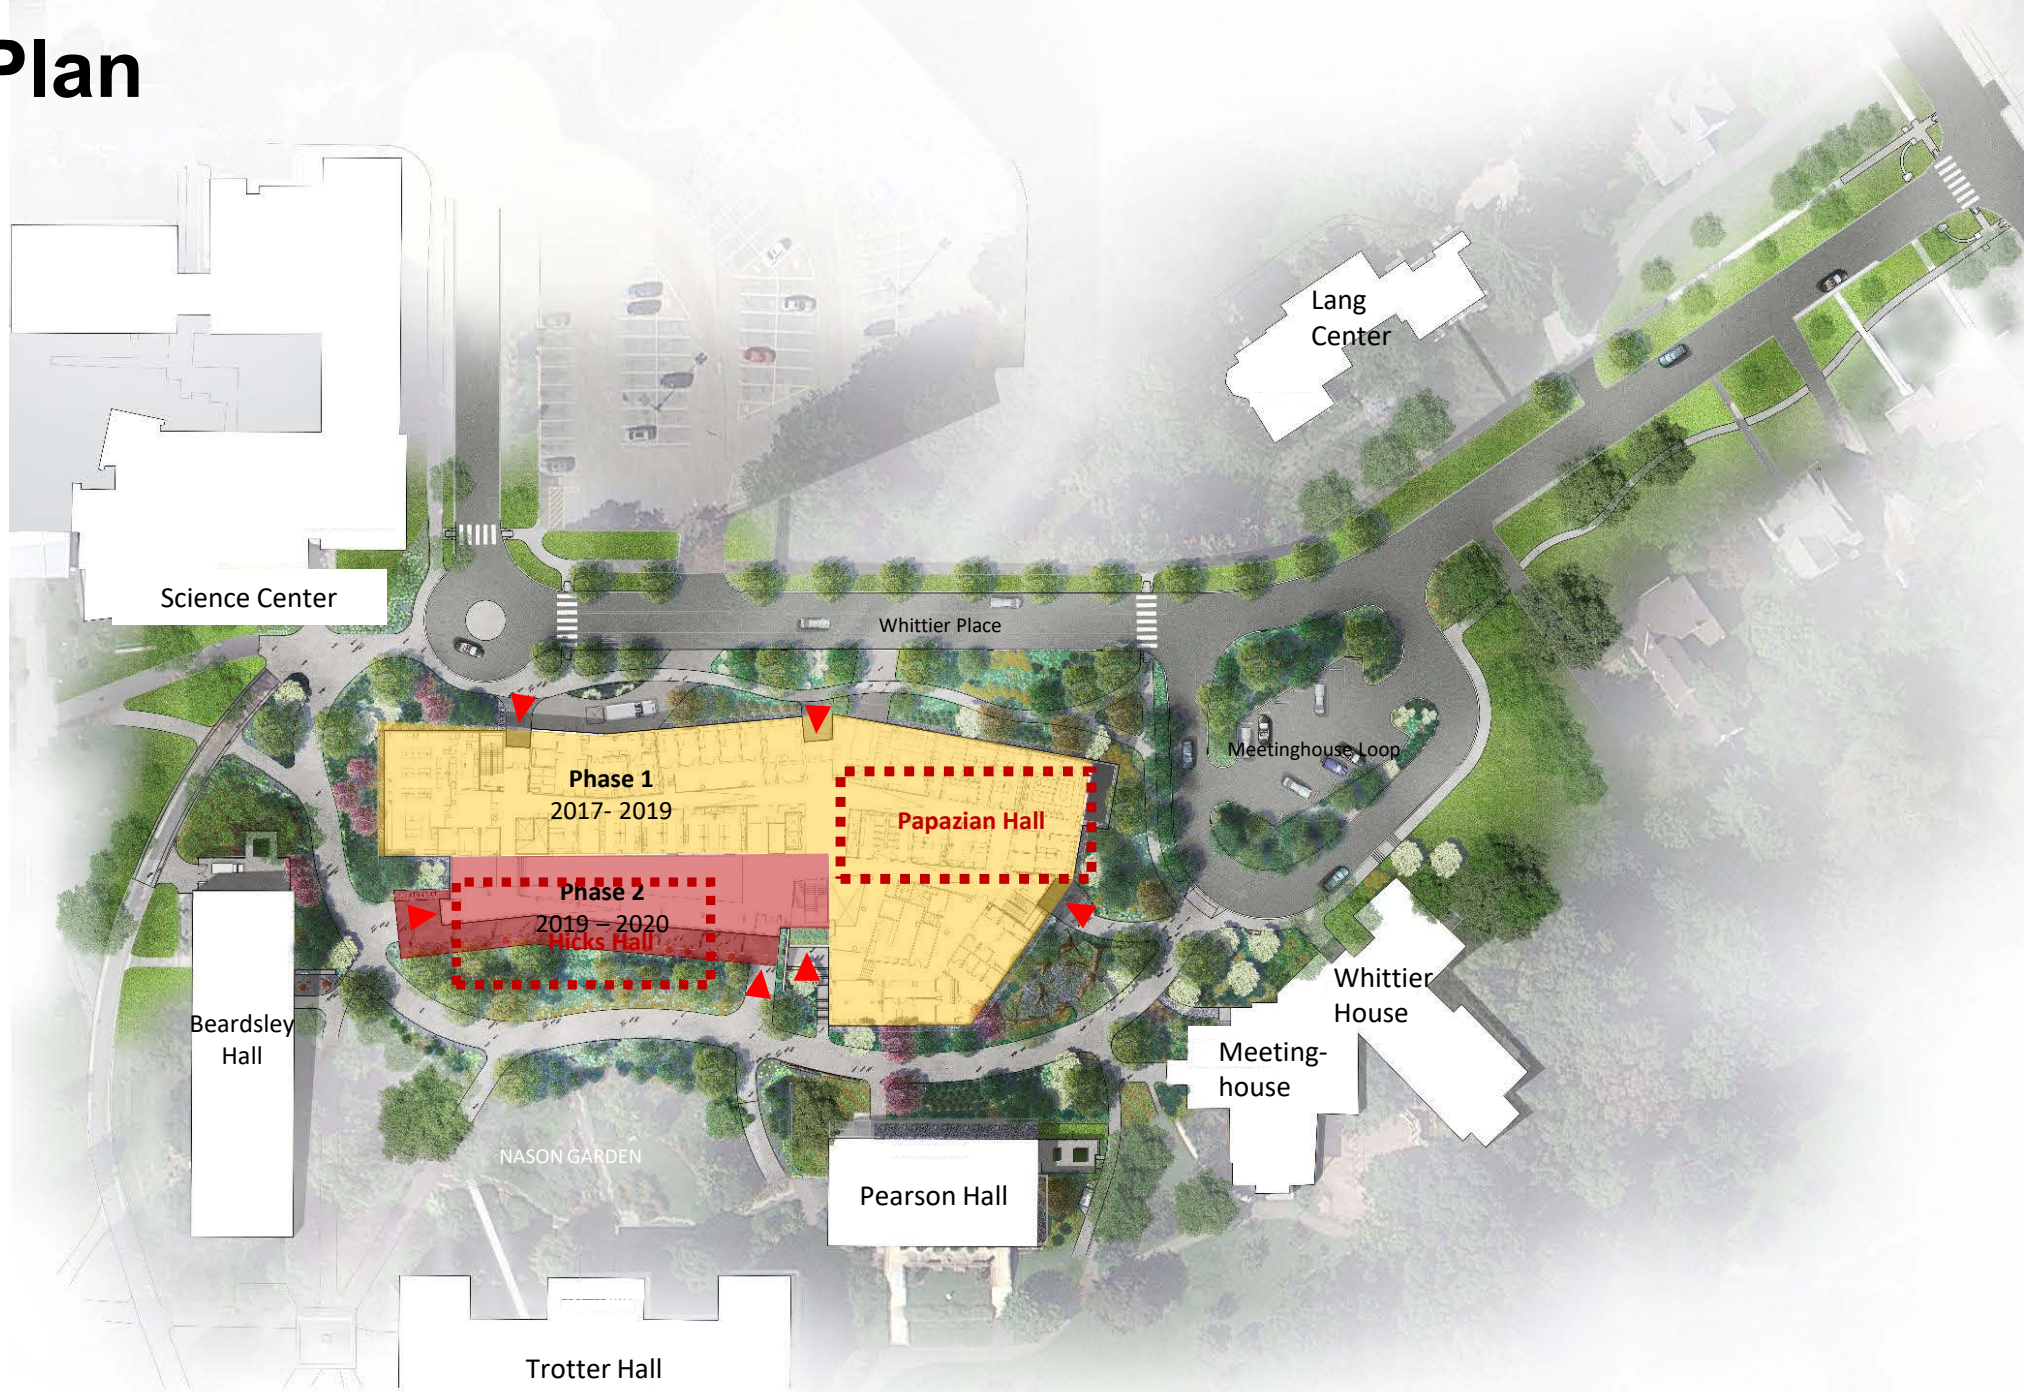 Plan
Lang
Center
Science Center
Whittier Place
Meetinghouse Loop
Phase 1
2017- 2019
Papazian Hall
Phase 2
2019 – 2020
Hicks Hall
Whittier
House
Beardsley
Hall
Meeting-
house
NASON GARDEN
Pearson Hall
Trotter Hall